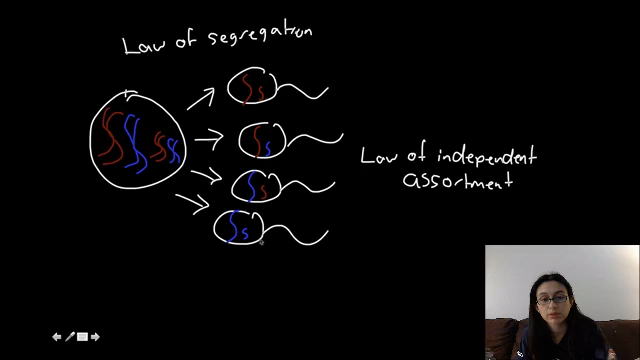 Law of segregation
Law of independent
assortment